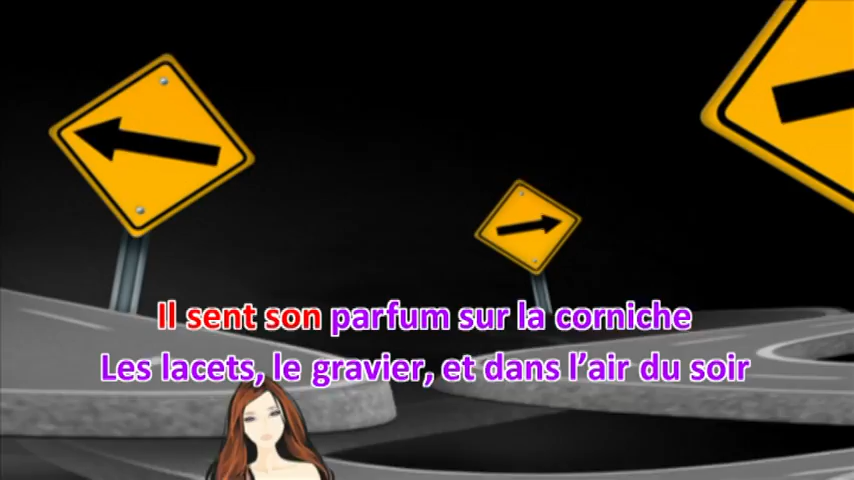 Il sent son parfum sur la corniche
Les lacets, le gravier, et dans l’air du soir